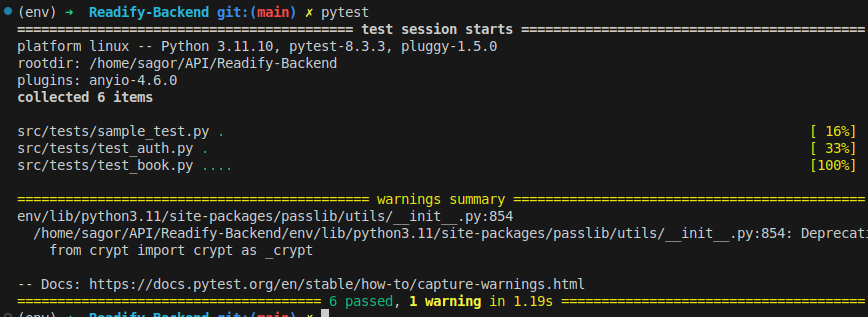 (env) ➜ Readify-Backend git:(main) ✗ pytest
========================================= test session starts ==========================================
platform linux -- Python 3.11.10, pytest-8.3.3, pluggy-1.5.0
rootdir: /home/sagor/API/Readify-Backend
plugins: anyio-4.6.0
collected 6 items
src/tests/sample_test.py . [ 16%]
src/tests/test_auth.py . [ 33%]
src/tests/test_book.py .... [100%]
=========================================== warnings summary ===========================================
env/lib/python3.11/site-packages/passlib/utils/__init__.py:854
/home/sagor/API/Readify-Backend/env/lib/python3.11/site-packages/passlib/utils/__init__.py:854: Deprecati
from crypt import crypt as _crypt
-- Docs: https://docs.pytest.org/en/stable/how-to/capture-warnings.html
===================================== 6 passed, 1 warning in 1.19s =====================================
(env) ➜ Readify-Backend git:(main) ✗